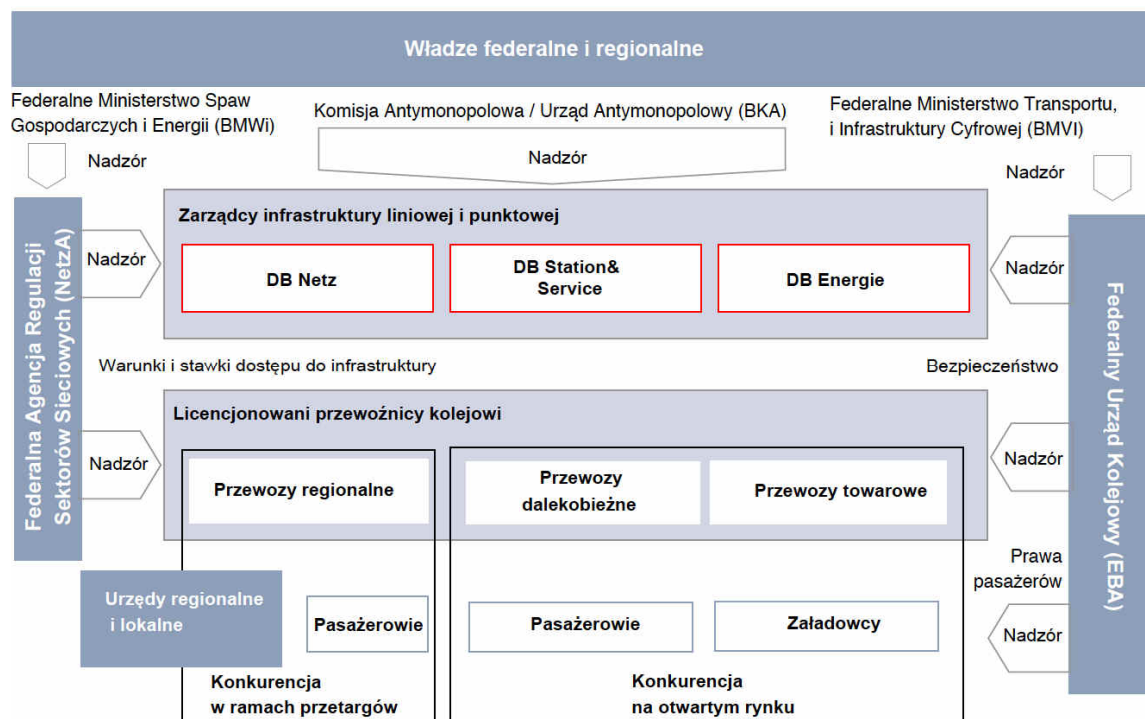 Władze federalne i regionalne
Federalne Ministerstwo Spaw
Gospodarczych i Energii (BMWi)
Komisja Antymonopolowa / Urząd Antymonopolowy (BKA)
Federalne Ministerstwo Transportu,
i Infrastruktury Cyfrowej (BMVI)
Nadzór
Nadzór
Nadzór
Federalna Agencja Regulacji
Sektorów Sieciowych (NetzA)
Zarządcy infrastruktury liniowej i punktowej
Nadzór
DB Netz
DB Station&
Service
DB Energie
Nadzór
Federalny Urząd Kolejowy (EBA)
Warunki i stawki dostępu do infrastruktury
Bezpieczeństwo
Licencjonowani przewoźnicy kolejowi
Nadzór
Przewozy regionalne
Przewozy
dalekobieżne
Przewozy towarowe
Nadzór
Prawa
pasażerów
Urzędy regionalne
i lokalne
Pasażerowie
Pasażerowie
Załadowcy
Nadzór
Konkurencja
w ramach przetargów
Konkurencja
na otwartym rynku